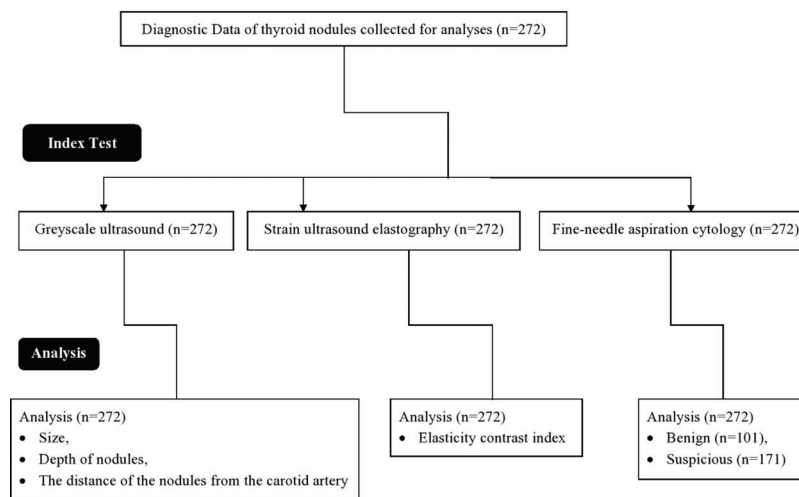 Diagnostic Data of thyroid nodules collected for analyses (n=272)
Index Test
Greyscale ultrasound (n=272)
Strain ultrasound elastography (n=272)
Fine-needle aspiration cytology (n=272)
Analysis
Analysis (n=272)
• Size,
• Depth of nodules,
• The distance of the nodules from the carotid artery
Analysis (n=272)
• Elasticity contrast index
Analysis (n=272)
• Benign (n=101),
• Suspicious (n=171)